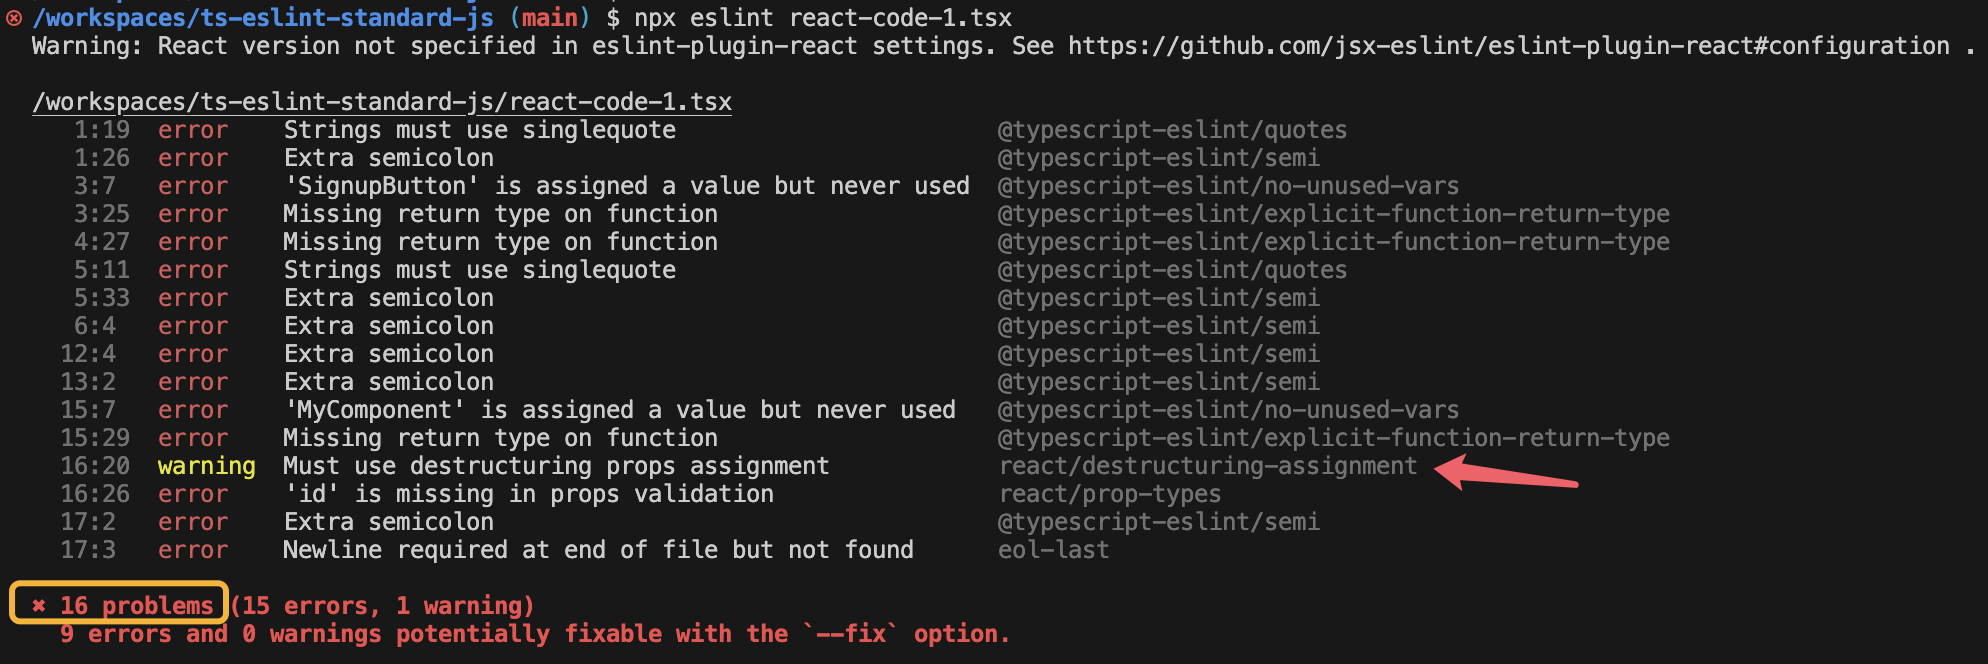 /workspaces/ts-eslint-standard-js (main) $ npx eslint react-code-1.tsx
Warning: React version not specified in eslint-plugin-react settings. See https://github.com/jsx-eslint/eslint-plugin-react#configuration .
/workspaces/ts-eslint-standard-js/react-code-1.tsx
1:19 error Strings must use singlequote @typescript-eslint/quotes
1:26 error Extra semicolon @typescript-eslint/semi
3:7 error 'SignupButton' is assigned a value but never used @typescript-eslint/no-unused-vars
3:25 error Missing return type on function @typescript-eslint/explicit-function-return-type
4:27 error Missing return type on function @typescript-eslint/explicit-function-return-type
5:11 error Strings must use singlequote @typescript-eslint/quotes
5:33 error Extra semicolon @typescript-eslint/semi
6:4 error Extra semicolon @typescript-eslint/semi
12:4 error Extra semicolon @typescript-eslint/semi
13:2 error Extra semicolon @typescript-eslint/semi
15:7 error 'MyComponent' is assigned a value but never used @typescript-eslint/no-unused-vars
15:29 error Missing return type on function @typescript-eslint/explicit-function-return-type
16:20 warning Must use destructuring props assignment react/destructuring-assignment
16:26 error 'id' is missing in props validation react/prop-types
17:2 error Extra semicolon @typescript-eslint/semi
17:3 error Newline required at end of file but not found eol-last
✖ 16 problems (15 errors, 1 warning)
9 errors and 0 warnings potentially fixable with the `--fix` option.